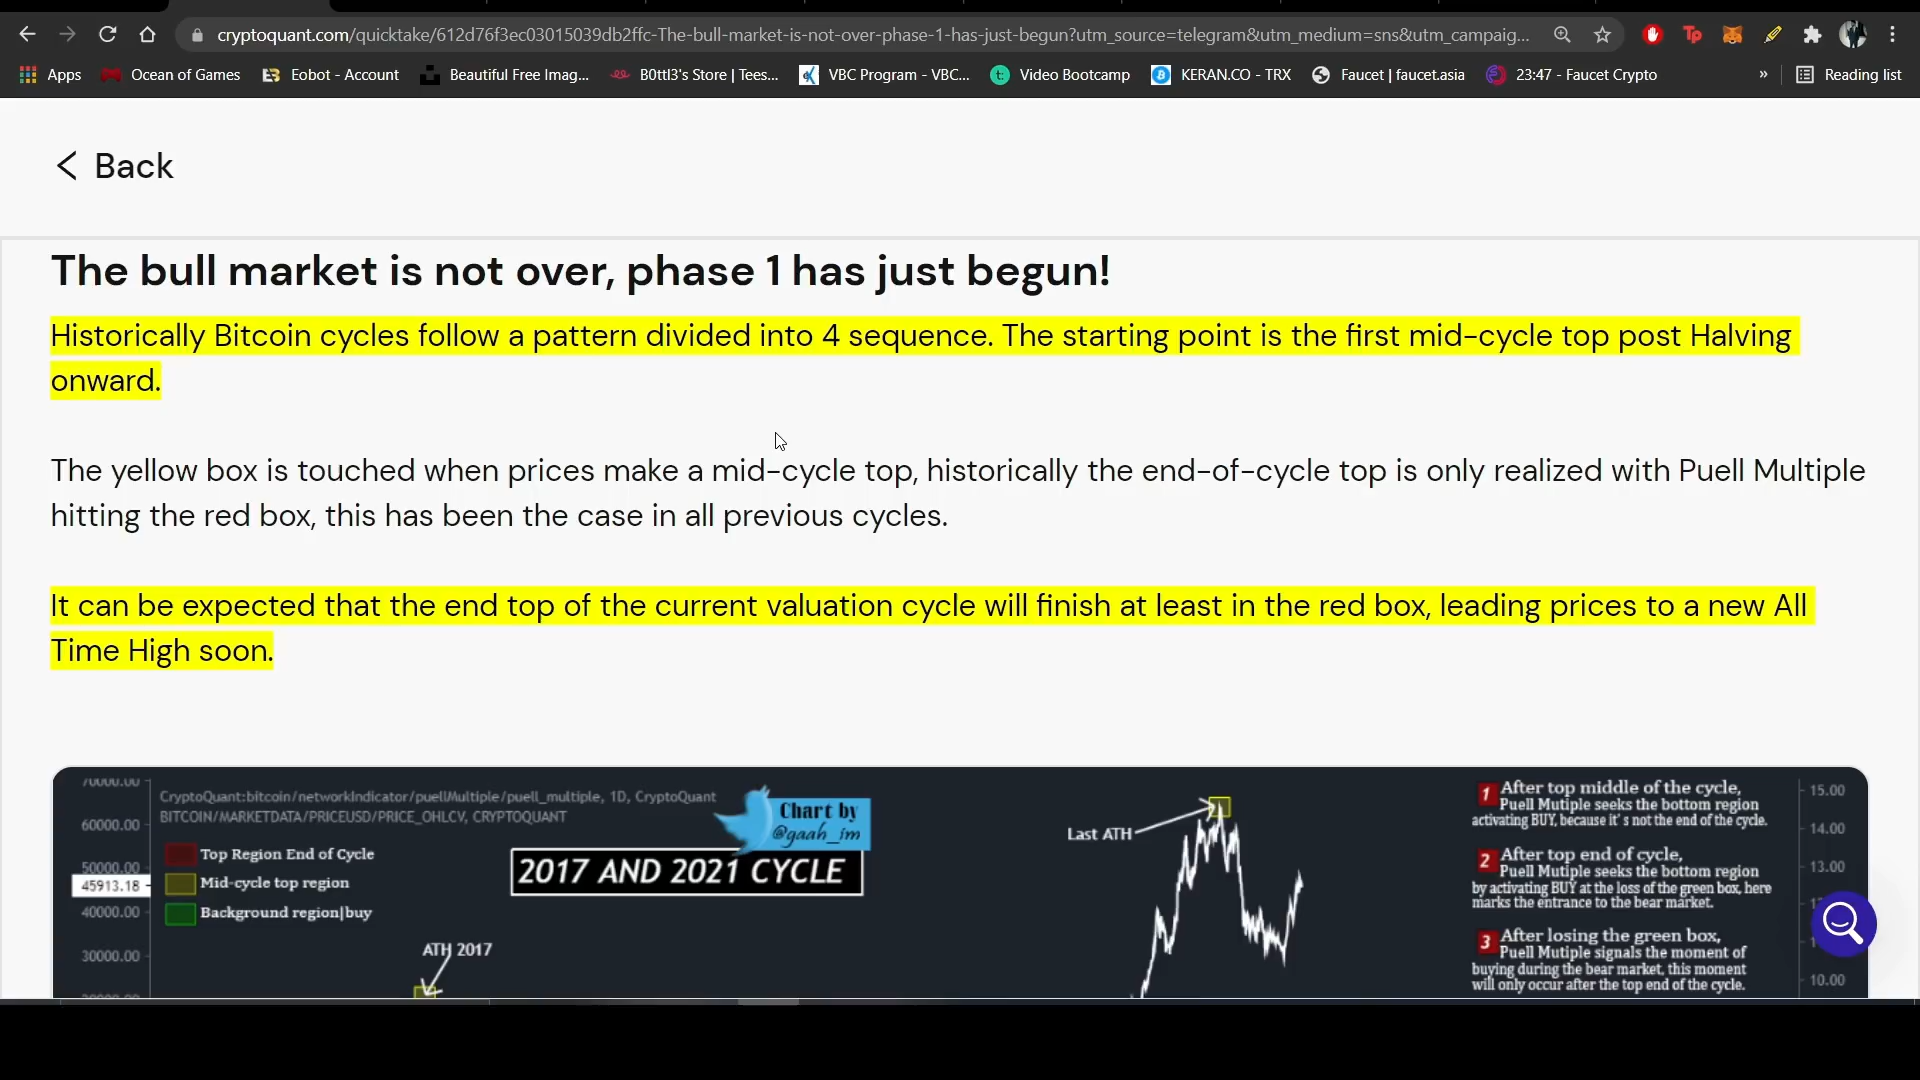 cryptoquant.com/quicktake/612d76f3ec03015039db2ffc-The-bull-market-is-not-over-phase-1-has-just-begun?utm_source=telegram&utm_medium=sns&utm_campaig...
Apps Ocean of Games Eobot - Account Beautiful Free Imag... B0ttl3's Store | Tees... VBC Program - VBC... Video Bootcamp KERAN.CO - TRX Faucet | faucet.asia 23:47 - Faucet Crypto » Reading list
Back
The bull market is not over, phase 1 has just begun!
Historically Bitcoin cycles follow a pattern divided into 4 sequence. The starting point is the first mid-cycle top post Halving
onward.
The yellow box is touched when prices make a mid-cycle top, historically the end-of-cycle top is only realized with Puell Multiple
hitting the red box, this has been the case in all previous cycles.
It can be expected that the end top of the current valuation cycle will finish at least in the red box, leading prices to a new All
Time High soon.
70000.00
60000.00
50000.00
45913.18
40000.00
30000.00
CryptoQuant:bitcoin/networkIndicator/puellMultiple/puell_multiple, 1D, CryptoQuant
BITCOIN/MARKETDATA/PRICEUSD/PRICE_OHLCV, CRYPTOQUANT
Top Region End of Cycle
Mid-cycle top region
Background region|buy
Chart by
@gaah_im
2017 AND 2021 CYCLE
ATH 2017
Last ATH
1 After top middle of the cycle,
Puell Mutiple seeks the bottom region
activating BUY, because it's not the end of the cycle.
2 After top end of cycle,
Puell Mutiple seeks the bottom region
by activating BUY at the loss of the green box, here
marks the entrance to the bear market.
3 After losing the green box,
Puell Mutiple signals the moment of
buying during the bear market, this moment
will only occur after the top end of the cycle.
15.00
14.00
13.00
10.00